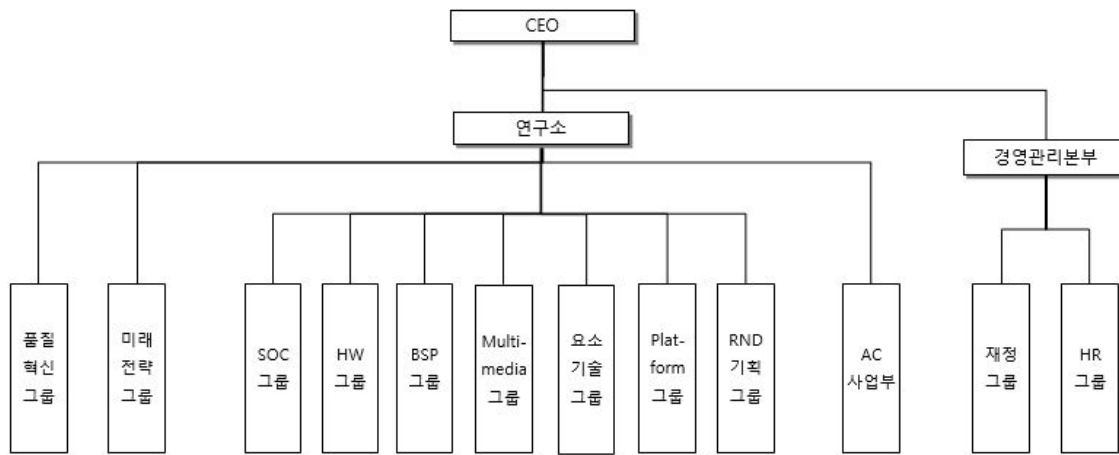 CEO
연구소
경영관리본부
품질
혁신
그룹
미래
전략
그룹
SOC
그룹
HW
그룹
BSP
그룹
Multi-
media
그룹
요소
기술
그룹
Plat-
form
그룹
RND
기획
그룹
AC
사업부
재정
그룹
HR
그룹